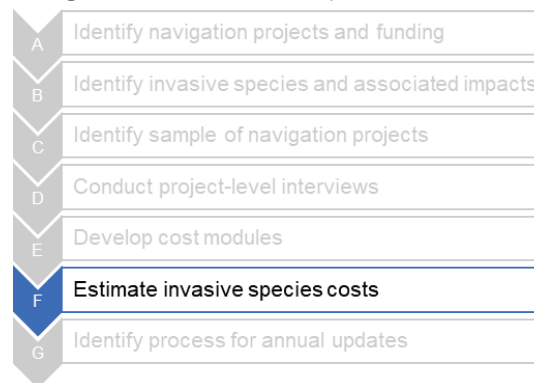 A Identify navigation projects and funding
B Identify invasive species and associated impacts
C Identify sample of navigation projects
D Conduct project-level interviews
E Develop cost modules
F Estimate invasive species costs
G Identify process for annual updates